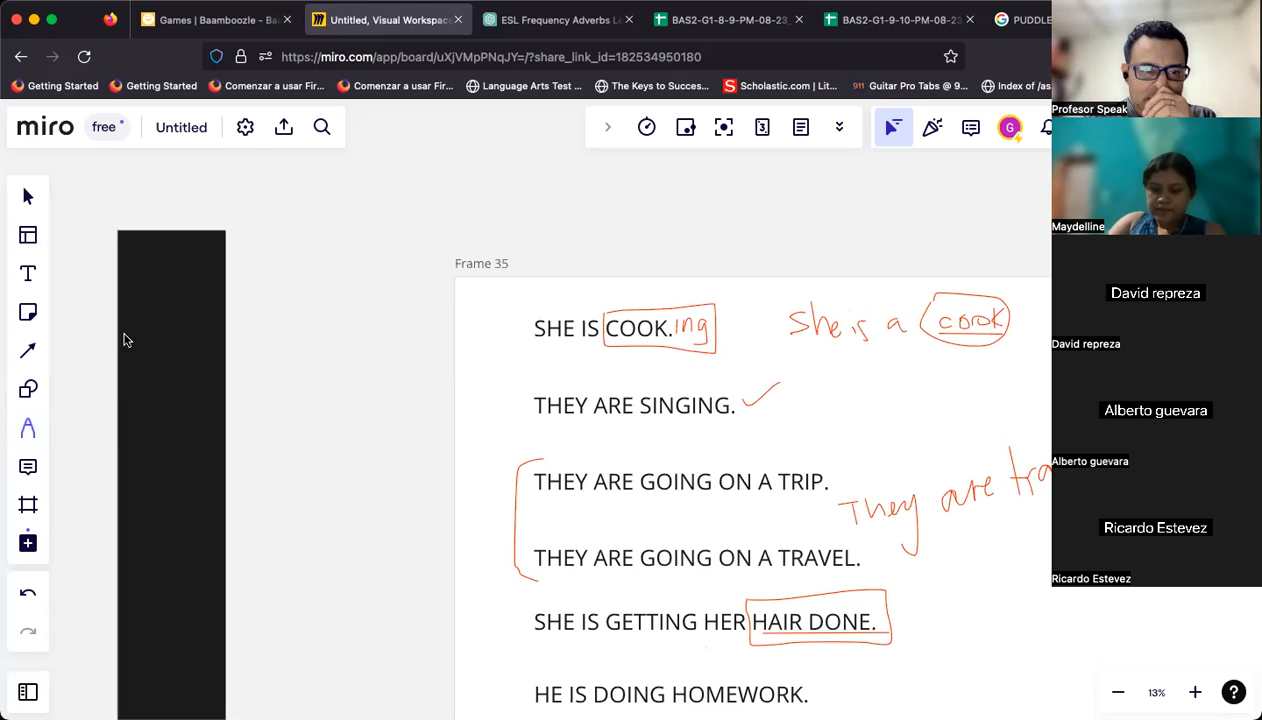 Games | Baamboozle - Ba
Untitled, Visual Workspac
ESL Frequency Adverbs L
BAS2-G1-8-9-PM-08-23_
BAS2-G1-9-10-PM-08-23_
PUDDLE
https://miro.com/app/board/uXjVMpPNqJY=/?share_link_id=182534950180
Getting Started
Getting Started
Comenzar a usar Fir...
Comenzar a usar Fir...
Language Arts Test ...
The Keys to Succes...
Scholastic.com | Lit...
911 Guitar Pro Tabs @ 9...
Index of /as
Profesor Speak
miro
free
Untitled
G
Maydelline
Frame 35
SHE IS COOK.ing
She is a cook
THEY ARE SINGING.
THEY ARE GOING ON A TRIP.
They are tra
THEY ARE GOING ON A TRAVEL.
SHE IS GETTING HER HAIR DONE.
HE IS DOING HOMEWORK.
David repreza
David repreza
Alberto guevara
Alberto guevara
Ricardo Estevez
Ricardo Estevez
13%